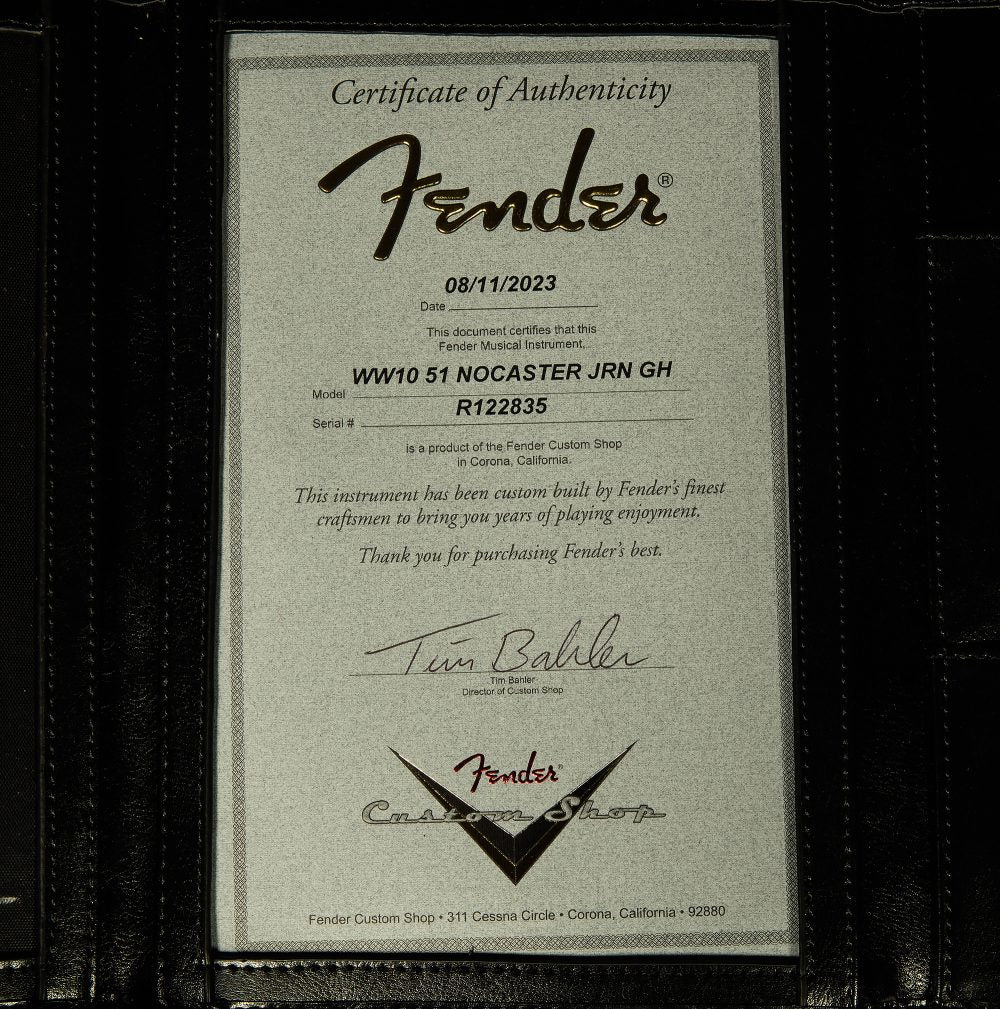 Certificate of Authenticity
Fender®
08/11/2023
Date
This document certifies that this
Fender Musical Instrument,
WW10 51 NOCASTER JRN GH
Model
R122835
Serial #
is a product of the Fender Custom Shop
in Corona, California.
This instrument has been custom built by Fender's finest
craftsmen to bring you years of playing enjoyment.
Thank you for purchasing Fender's best.
Tim Bahler
Tim Bahler
Director of Custom Shop
Fender®
Custom Shop
Fender Custom Shop • 311 Cessna Circle • Corona, California • 92880